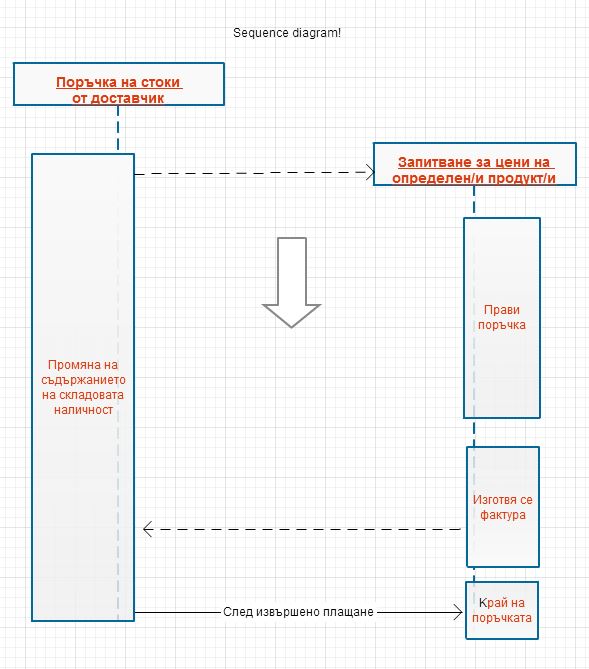 Sequence diagram!
Поръчка на стоки
от доставчик
Запитване за цени на
определен/и продукт/и
Прави
поръчка
Промяна на
съдържанието
на складовата
наличност
Изготвя се
фактура
Край на
поръчката
След извършено плащане